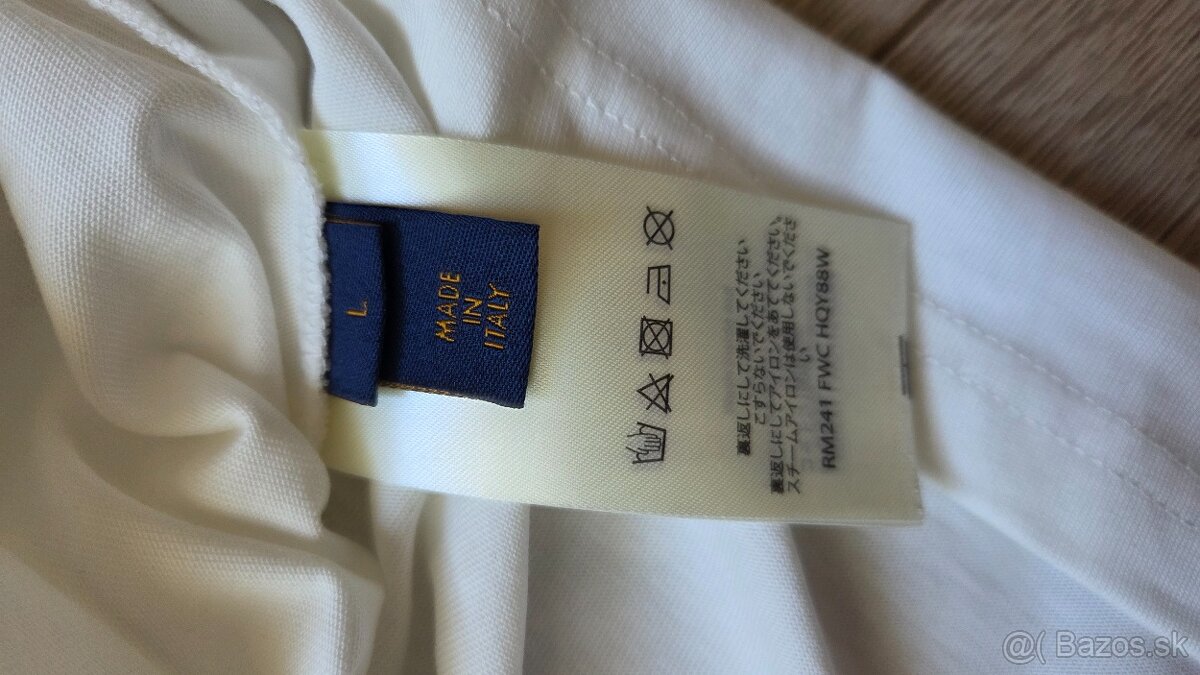 L
MADE
IN
ITALY
裏返しにして洗濯してください
こすらないでください
裏返しにしてアイロンをあててください。
スチームアイロンは使用しないでくださ
い
RM241 FWC HQY88W
@( Bazos.sk